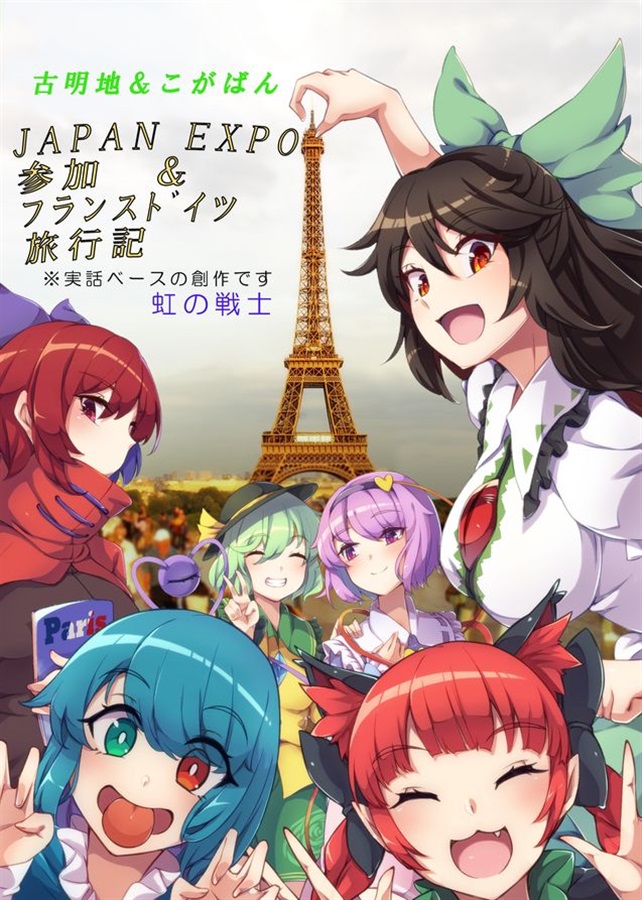 古明地&こがばん
JAPAN EXPO
参加 &
フランスドイツ
旅行記
※実話ベースの創作です
虹の戦士
Paris